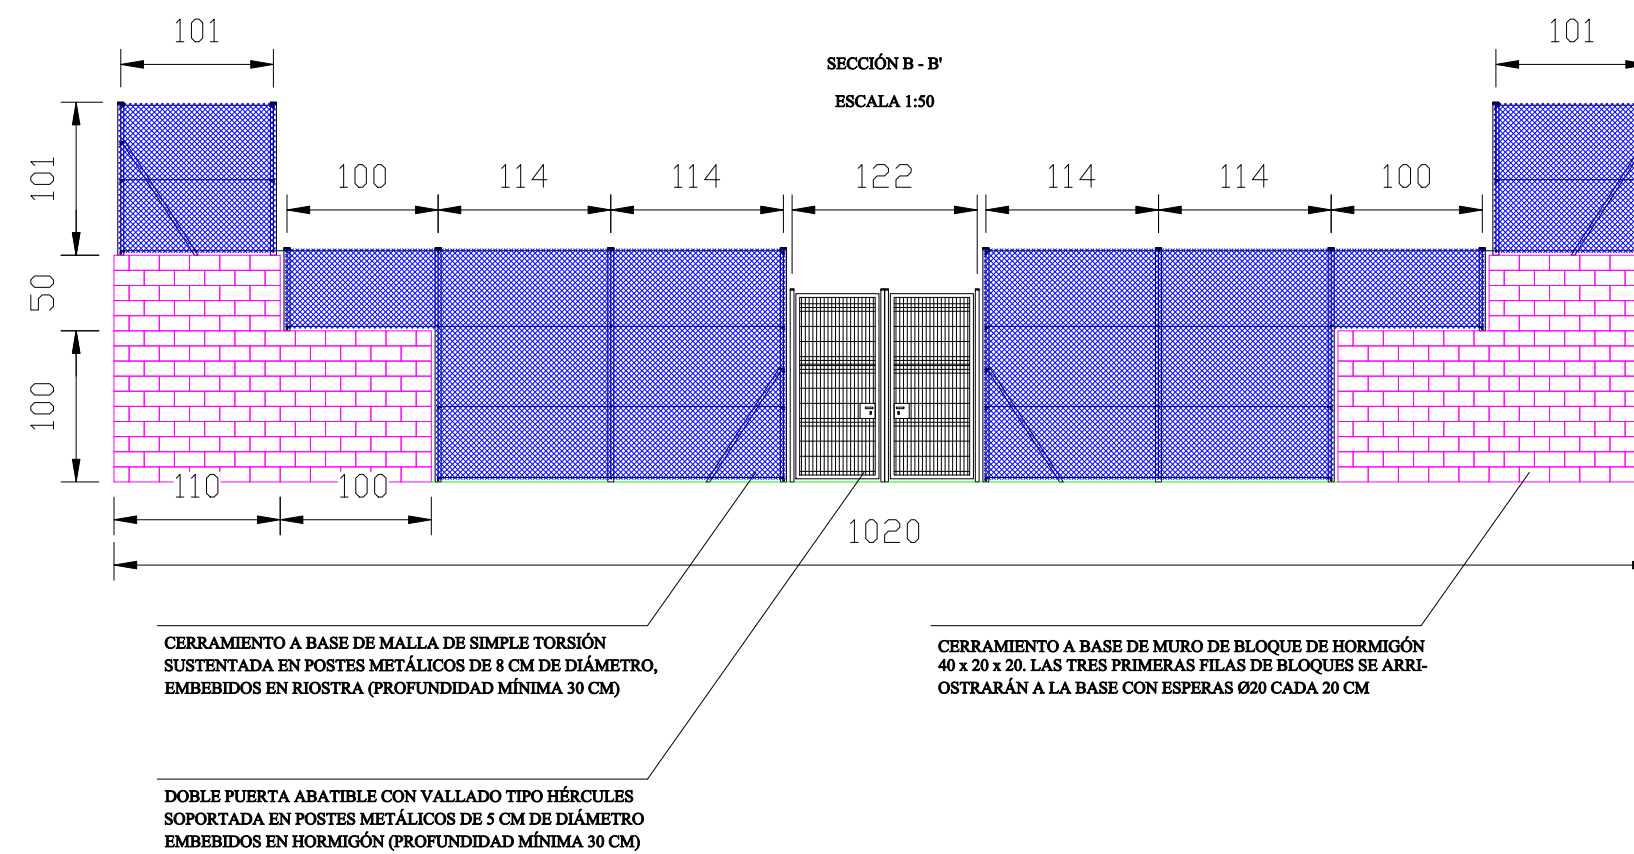 101
101
SECCIÓN B - B'
ESCALA 1:50
101
100
114
114
122
114
114
100
50
100
110
100
1020
CERRAMIENTO A BASE DE MALLA DE SIMPLE TORSIÓN
SUSTENTADA EN POSTES METÁLICOS DE 8 CM DE DIÁMETRO,
EMBEBIDOS EN RIOSTRA (PROFUNDIDAD MÍNIMA 30 CM)
CERRAMIENTO A BASE DE MURO DE BLOQUE DE HORMIGÓN
40 x 20 x 20. LAS TRES PRIMERAS FILAS DE BLOQUES SE ARRI-
OSTRARÁN A LA BASE CON ESPERAS Ø20 CADA 20 CM
DOBLE PUERTA ABATIBLE CON VALLADO TIPO HÉRCULES
SOPORTADA EN POSTES METÁLICOS DE 5 CM DE DIÁMETRO
EMBEBIDOS EN HORMIGÓN (PROFUNDIDAD MÍNIMA 30 CM)